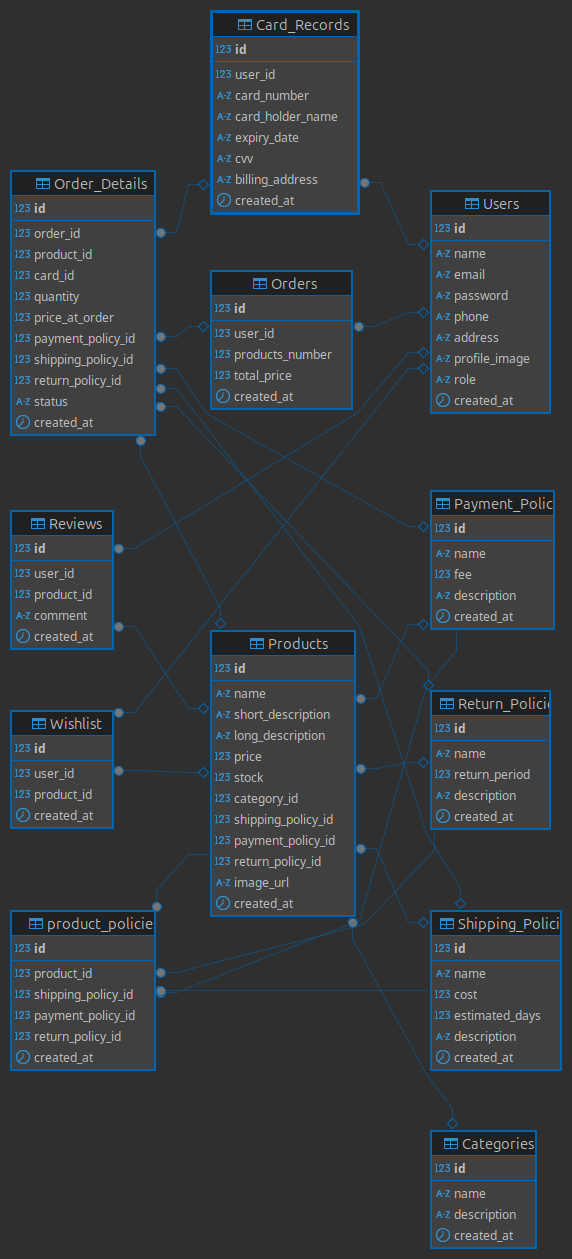 Card_Records
123 id
123 user_id
A-Z card_number
A-Z card_holder_name
A-Z expiry_date
A-Z cvv
A-Z billing_address
created_at
Order_Details
123 id
123 order_id
123 product_id
123 card_id
123 quantity
123 price_at_order
123 payment_policy_id
123 shipping_policy_id
123 return_policy_id
A-Z status
created_at
Users
123 id
A-Z name
A-Z email
A-Z password
A-Z phone
A-Z address
A-Z profile_image
A-Z role
created_at
Orders
123 id
123 user_id
123 products_number
123 total_price
created_at
Reviews
123 id
123 user_id
123 product_id
A-Z comment
created_at
Payment_Polic
123 id
A-Z name
123 fee
A-Z description
created_at
Products
123 id
A-Z name
A-Z short_description
A-Z long_description
123 price
123 stock
123 category_id
123 shipping_policy_id
123 payment_policy_id
123 return_policy_id
A-Z image_url
created_at
Wishlist
123 id
123 user_id
123 product_id
created_at
Return_Policie
123 id
A-Z name
123 return_period
A-Z description
created_at
product_policie
123 id
123 product_id
123 shipping_policy_id
123 payment_policy_id
123 return_policy_id
created_at
Shipping_Polici
123 id
A-Z name
123 cost
123 estimated_days
A-Z description
created_at
Categories
123 id
A-Z name
A-Z description
created_at